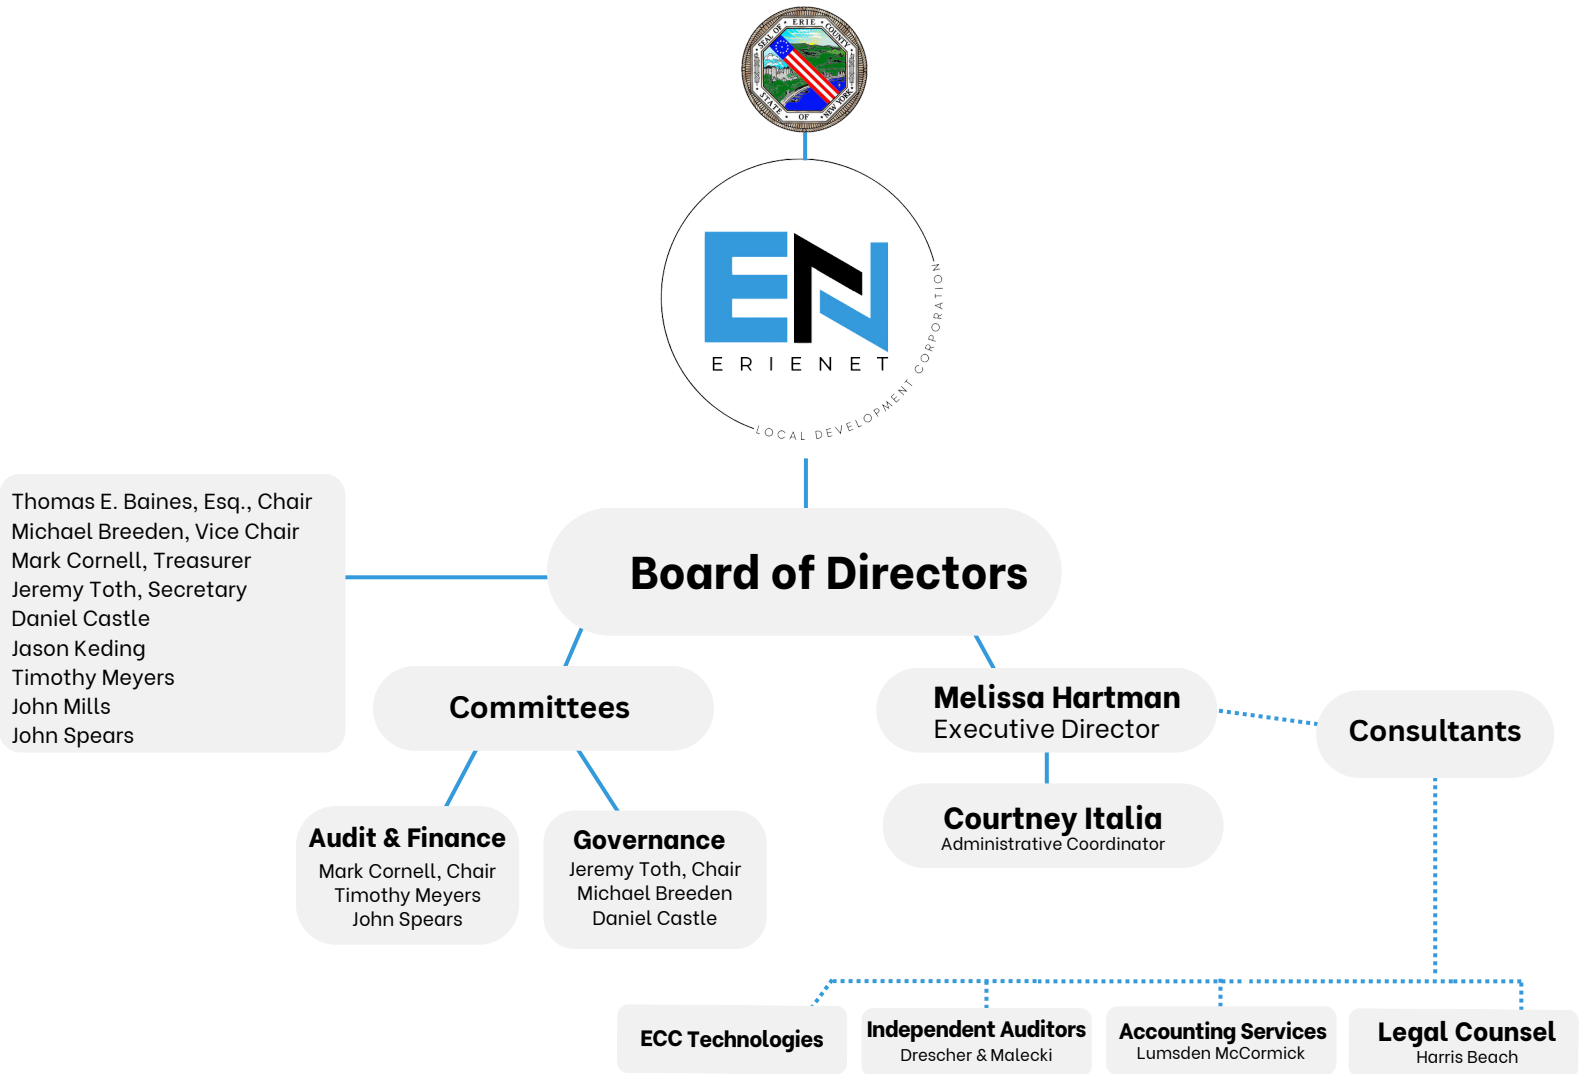 SEAL OF ERIE COUNTY
STATE OF NEW YORK
ERIENET
LOCAL DEVELOPMENT CORPORATION
Thomas E. Baines, Esq., Chair
Michael Breeden, Vice Chair
Mark Cornell, Treasurer
Jeremy Toth, Secretary
Daniel Castle
Jason Keding
Timothy Meyers
John Mills
John Spears
Board of Directors
Committees
Melissa Hartman
Executive Director
Consultants
Courtney Italia
Administrative Coordinator
Audit & Finance
Mark Cornell, Chair
Timothy Meyers
John Spears
Governance
Jeremy Toth, Chair
Michael Breeden
Daniel Castle
ECC Technologies
Independent Auditors
Drescher & Malecki
Accounting Services
Lumsden McCormick
Legal Counsel
Harris Beach